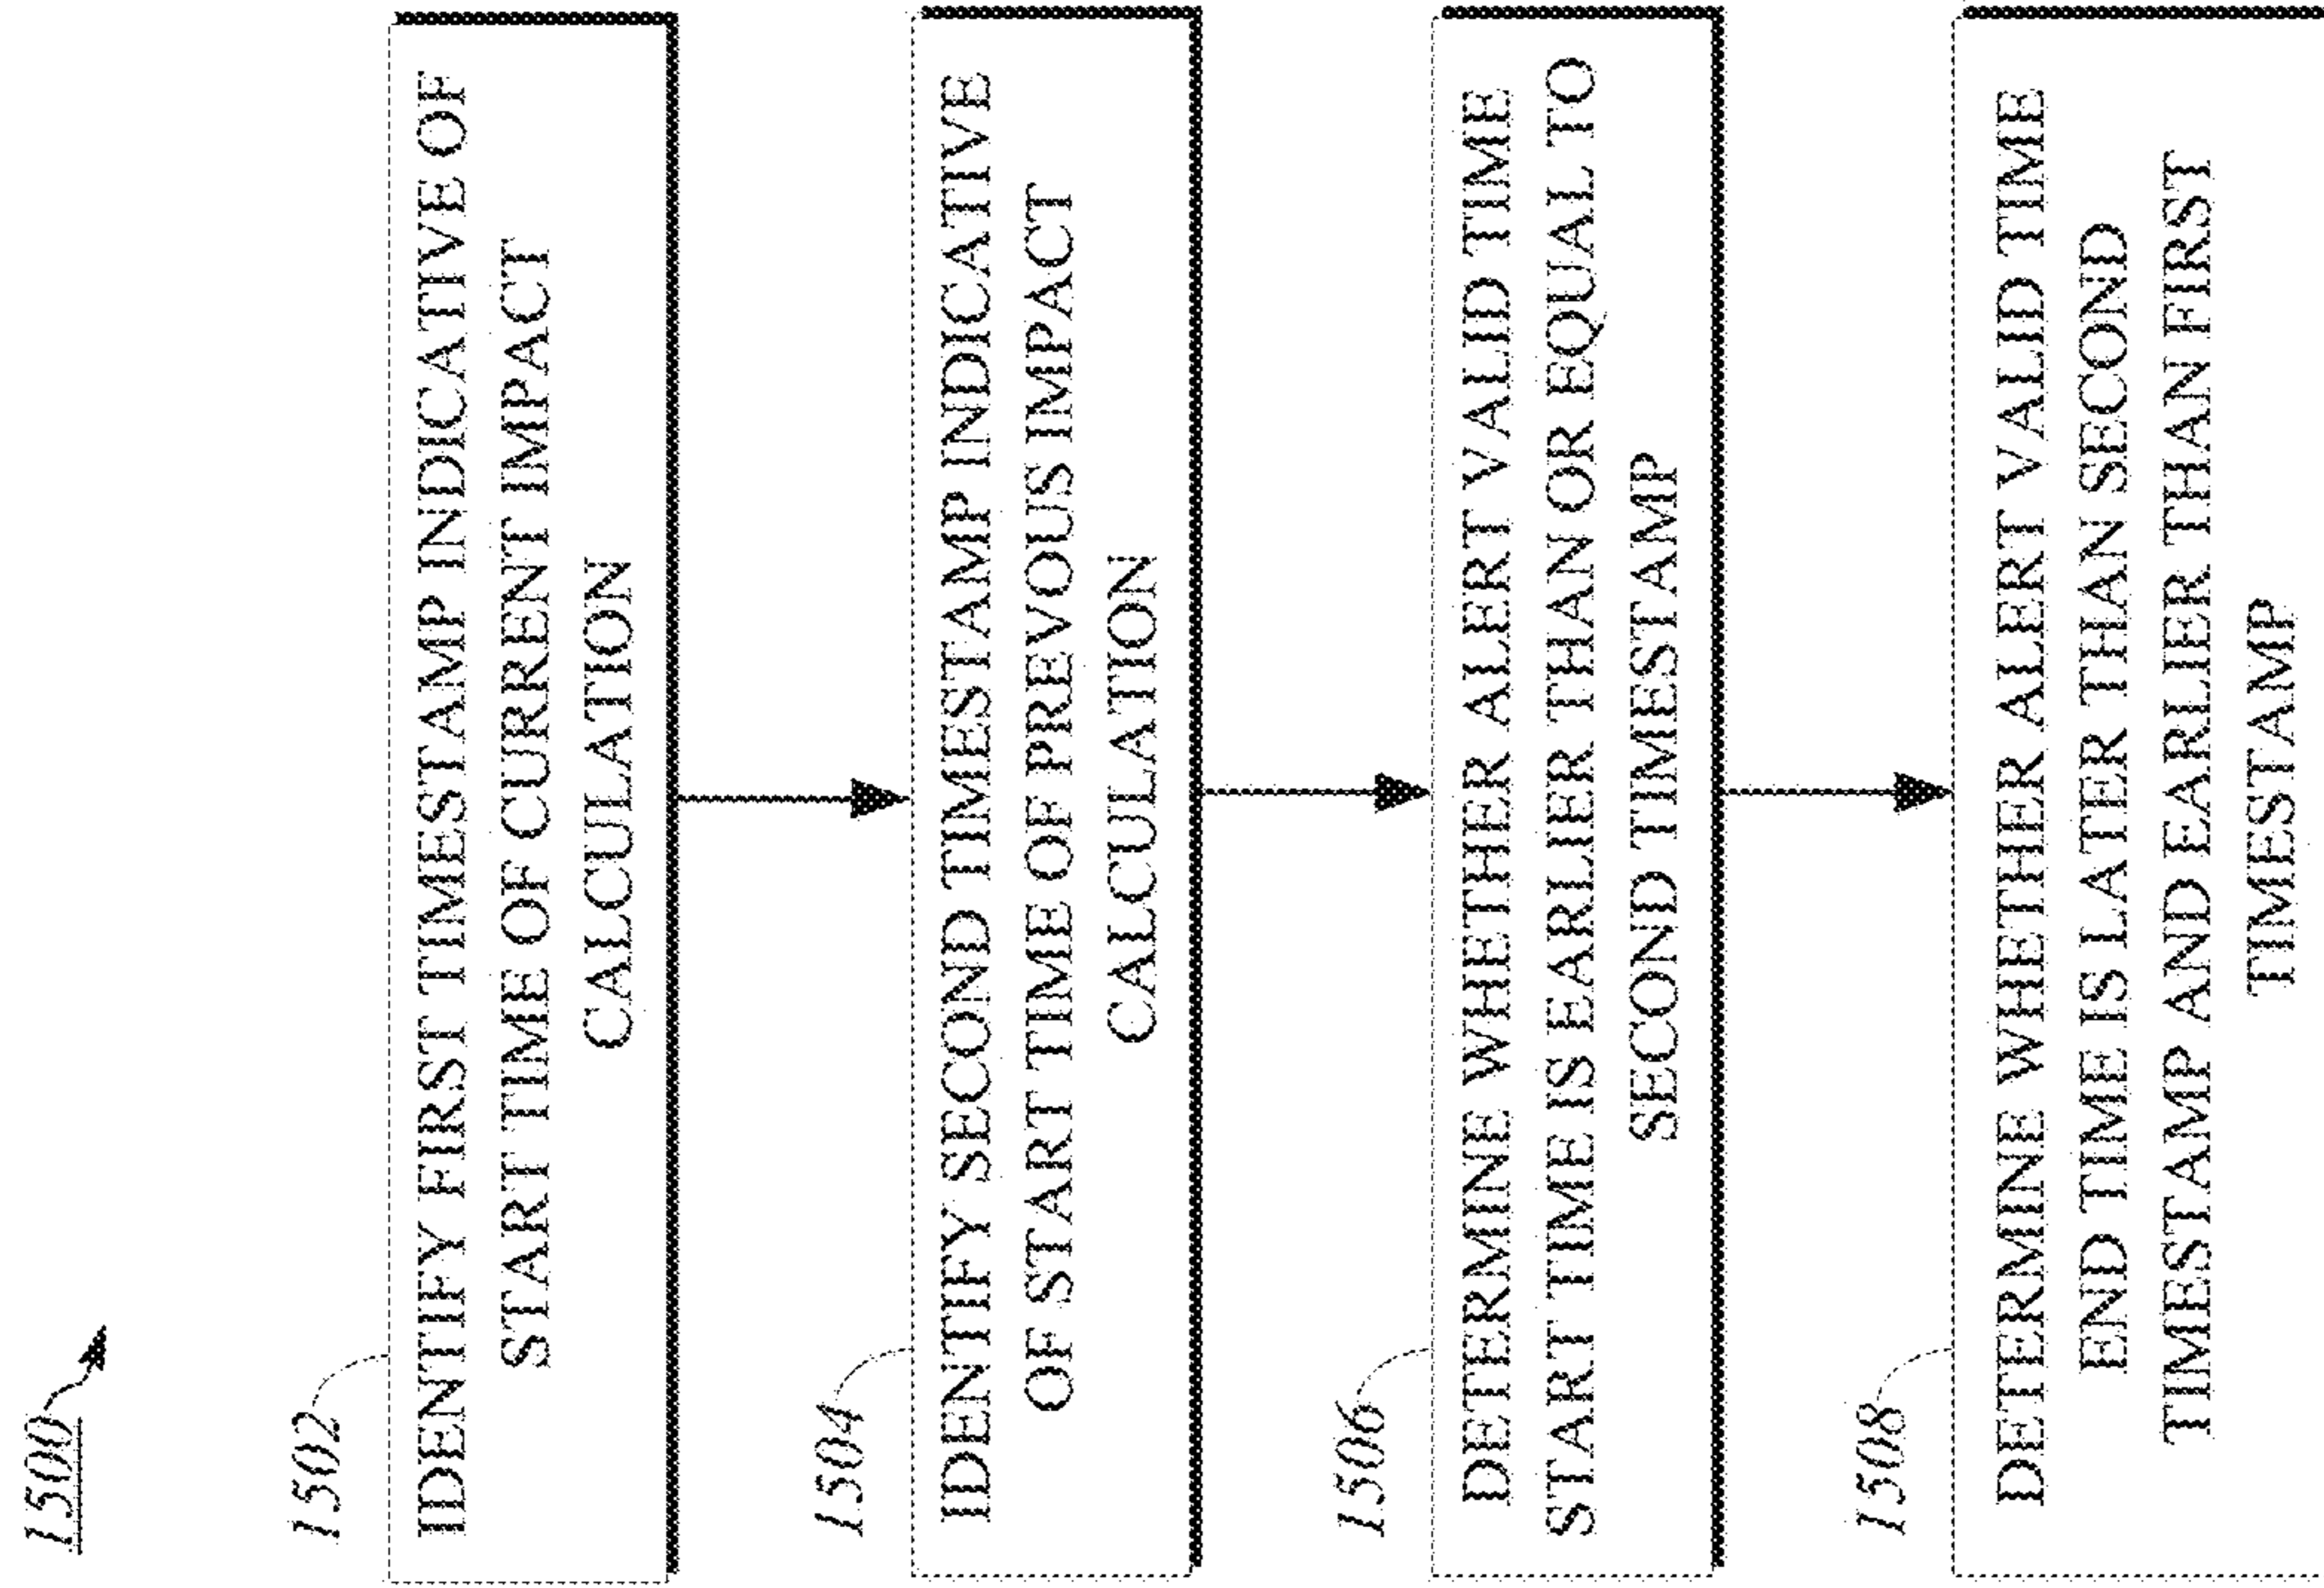 1500
1502
IDENTIFY FIRST TIMESTAMP INDICATIVE OF
START TIME OF CURRENT IMPACT
CALCULATION
1504
IDENTIFY SECOND TIMESTAMP INDICATIVE
OF START TIME OF PREVOUS IMPACT
CALCULATION
1506
DETERMINE WHETHER ALERT VALID TIME
START TIME IS EARLIER THAN OR EQUAL TO
SECOND TIMESTAMP
1508
DETERMINE WHETHER ALERT VALID TIME
END TIME IS LATER THAN SECOND
TIMESTAMP AND EARLIER THAN FIRST
TIMESTAMP